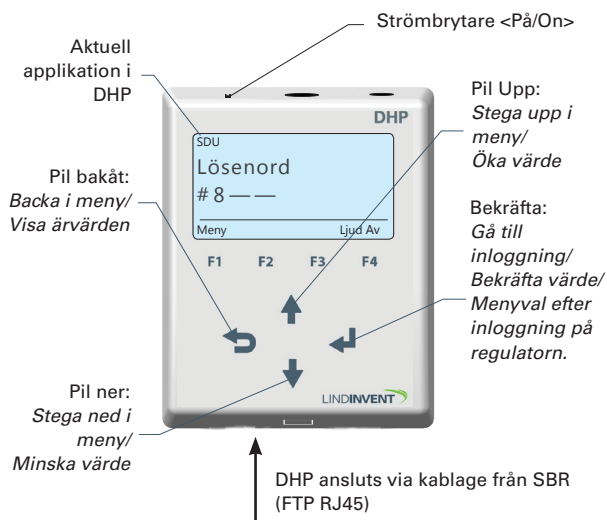 Strömbrytare <På/On>
Aktuell
applikation i
DHP
Pil bakåt:
Backa i meny/
Visa ärvärden
Pil ner:
Stega ned i
meny/
Minska värde
DHP
SDU
Lösenord
# 8 — —
Meny Ljud Av
F1 F2 F3 F4
LINDINVENT
Pil Upp:
Stega upp i
meny/
Öka värde
Bekräfta:
Gå till
inloggning/
Bekräfta värde/
Menyval efter
inloggning på
regulatorn.
DHP ansluts via kablage från SBR
(FTP RJ45)